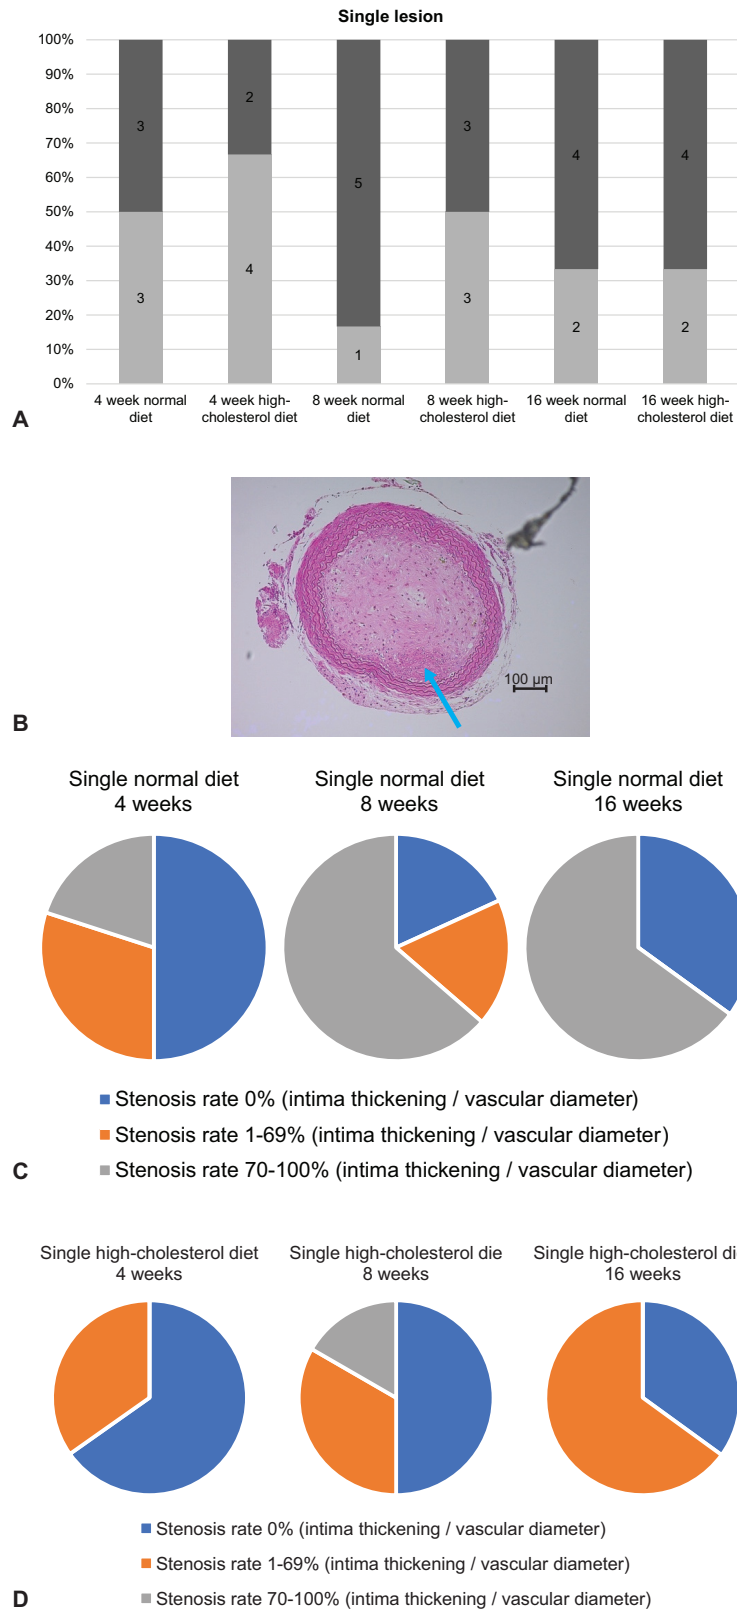 Single lesion
100%
90%
80%
70%
60%
50%
40%
30%
20%
10%
0%
3
2
5
3
4
4
3
4
1
3
2
2
4 week normal diet
4 week high-cholesterol diet
8 week normal diet
8 week high-cholesterol diet
16 week normal diet
16 week high-cholesterol diet
A
100 µm
B
Single normal diet
4 weeks
Single normal diet
8 weeks
Single normal diet
16 weeks
Stenosis rate 0% (intima thickening / vascular diameter)
Stenosis rate 1-69% (intima thickening / vascular diameter)
Stenosis rate 70-100% (intima thickening / vascular diameter)
C
Single high-cholesterol diet
4 weeks
Single high-cholesterol die
8 weeks
Single high-cholesterol di
16 weeks
Stenosis rate 0% (intima thickening / vascular diameter)
Stenosis rate 1-69% (intima thickening / vascular diameter)
Stenosis rate 70-100% (intima thickening / vascular diameter)
D